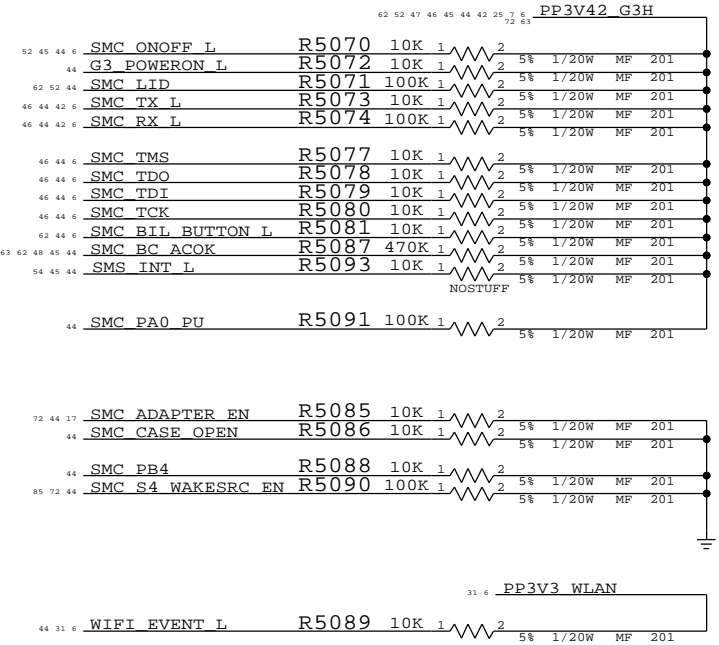 62 52 47 46 45 44 42 25 7 6 PP3V42_G3H
72 63
52 45 44 6 SMC_ONOFF_L R5070 10K 1 2
5% 1/20W MF 201
44 G3_POWERON_L R5072 10K 1 2
5% 1/20W MF 201
62 52 44 SMC_LID R5071 100K 1 2
5% 1/20W MF 201
46 44 42 6 SMC_TX_L R5073 10K 1 2
5% 1/20W MF 201
46 44 42 6 SMC_RX_L R5074 100K 1 2
5% 1/20W MF 201
46 44 6 SMC_TMS R5077 10K 1 2
5% 1/20W MF 201
46 44 6 SMC_TDO R5078 10K 1 2
5% 1/20W MF 201
46 44 6 SMC_TDI R5079 10K 1 2
5% 1/20W MF 201
46 44 6 SMC_TCK R5080 10K 1 2
5% 1/20W MF 201
62 44 6 SMC_BIL_BUTTON_L R5081 10K 1 2
5% 1/20W MF 201
63 62 48 45 44 SMC_BC_ACOK R5087 470K 1 2
5% 1/20W MF 201
54 45 44 SMS_INT_L R5093 10K 1 2
5% 1/20W MF 201
NOSTUFF
44 SMC_PA0_PU R5091 100K 1 2
5% 1/20W MF 201
72 44 17 SMC_ADAPTER_EN R5085 10K 1 2
5% 1/20W MF 201
44 SMC_CASE_OPEN R5086 10K 1 2
5% 1/20W MF 201
44 SMC_PB4 R5088 10K 1 2
5% 1/20W MF 201
85 72 44 SMC_S4_WAKESRC_EN R5090 100K 1 2
5% 1/20W MF 201
31 6 PP3V3_WLAN
44 31 6 WIFI_EVENT_L R5089 10K 1 2
5% 1/20W MF 201